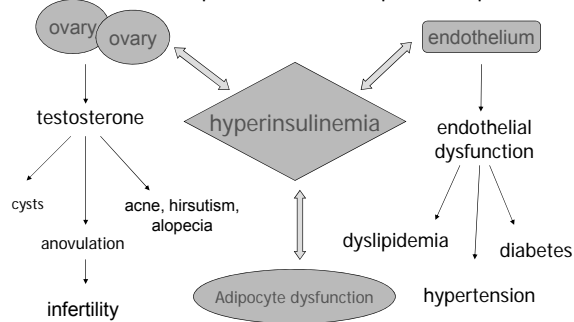 ovary
ovary
endothelium
hyperinsulinemia
testosterone
endothelial
dysfunction
cysts
acne, hirsutism,
alopecia
anovulation
dyslipidemia
diabetes
infertility
Adipocyte dysfunction
hypertension